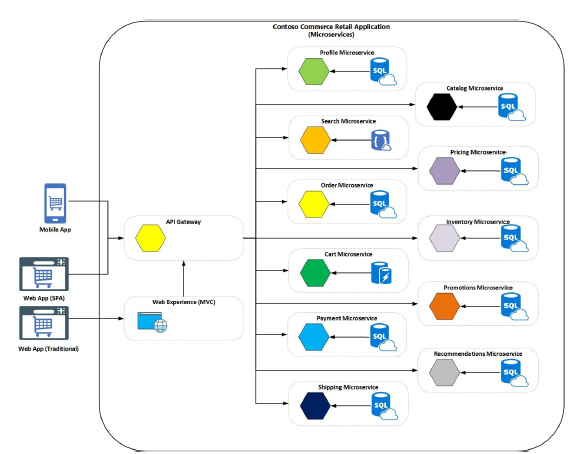 Contoso Commerce Retail Application
(Microservices)
Profile Microservice
SQL
Catalog Microservice
SQL
Search Microservice
{ }
Pricing Microservice
SQL
Order Microservice
SQL
Mobile App
API Gateway
Inventory Microservice
SQL
Cart Microservice
Web App (SPA)
Web Experience (MVC)
Promotions Microservice
SQL
Payment Microservice
SQL
Web App (Traditional)
Recommendations Microservice
SQL
Shipping Microservice
SQL